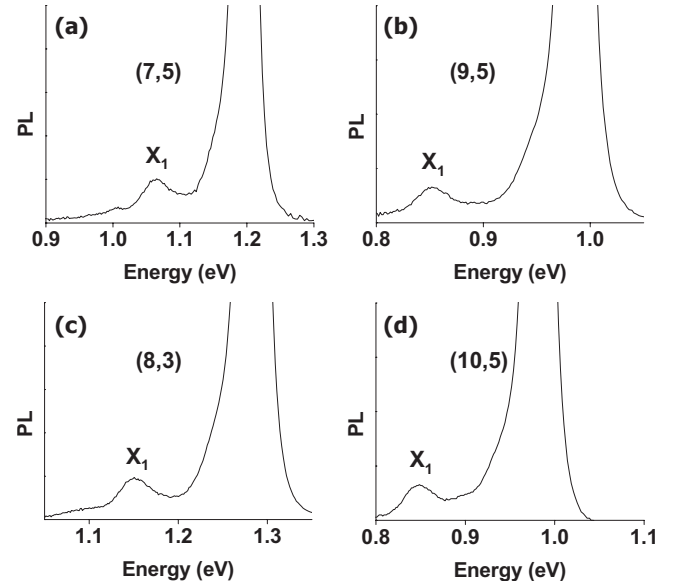 (a)
(7,5)
X1
PL
0.9 1.0 1.1 1.2 1.3
Energy (eV)
(b)
(9,5)
X1
PL
0.8 0.9 1.0
Energy (eV)
(c)
(8,3)
X1
PL
1.1 1.2 1.3
Energy (eV)
(d)
(10,5)
X1
PL
0.8 0.9 1.0 1.1
Energy (eV)